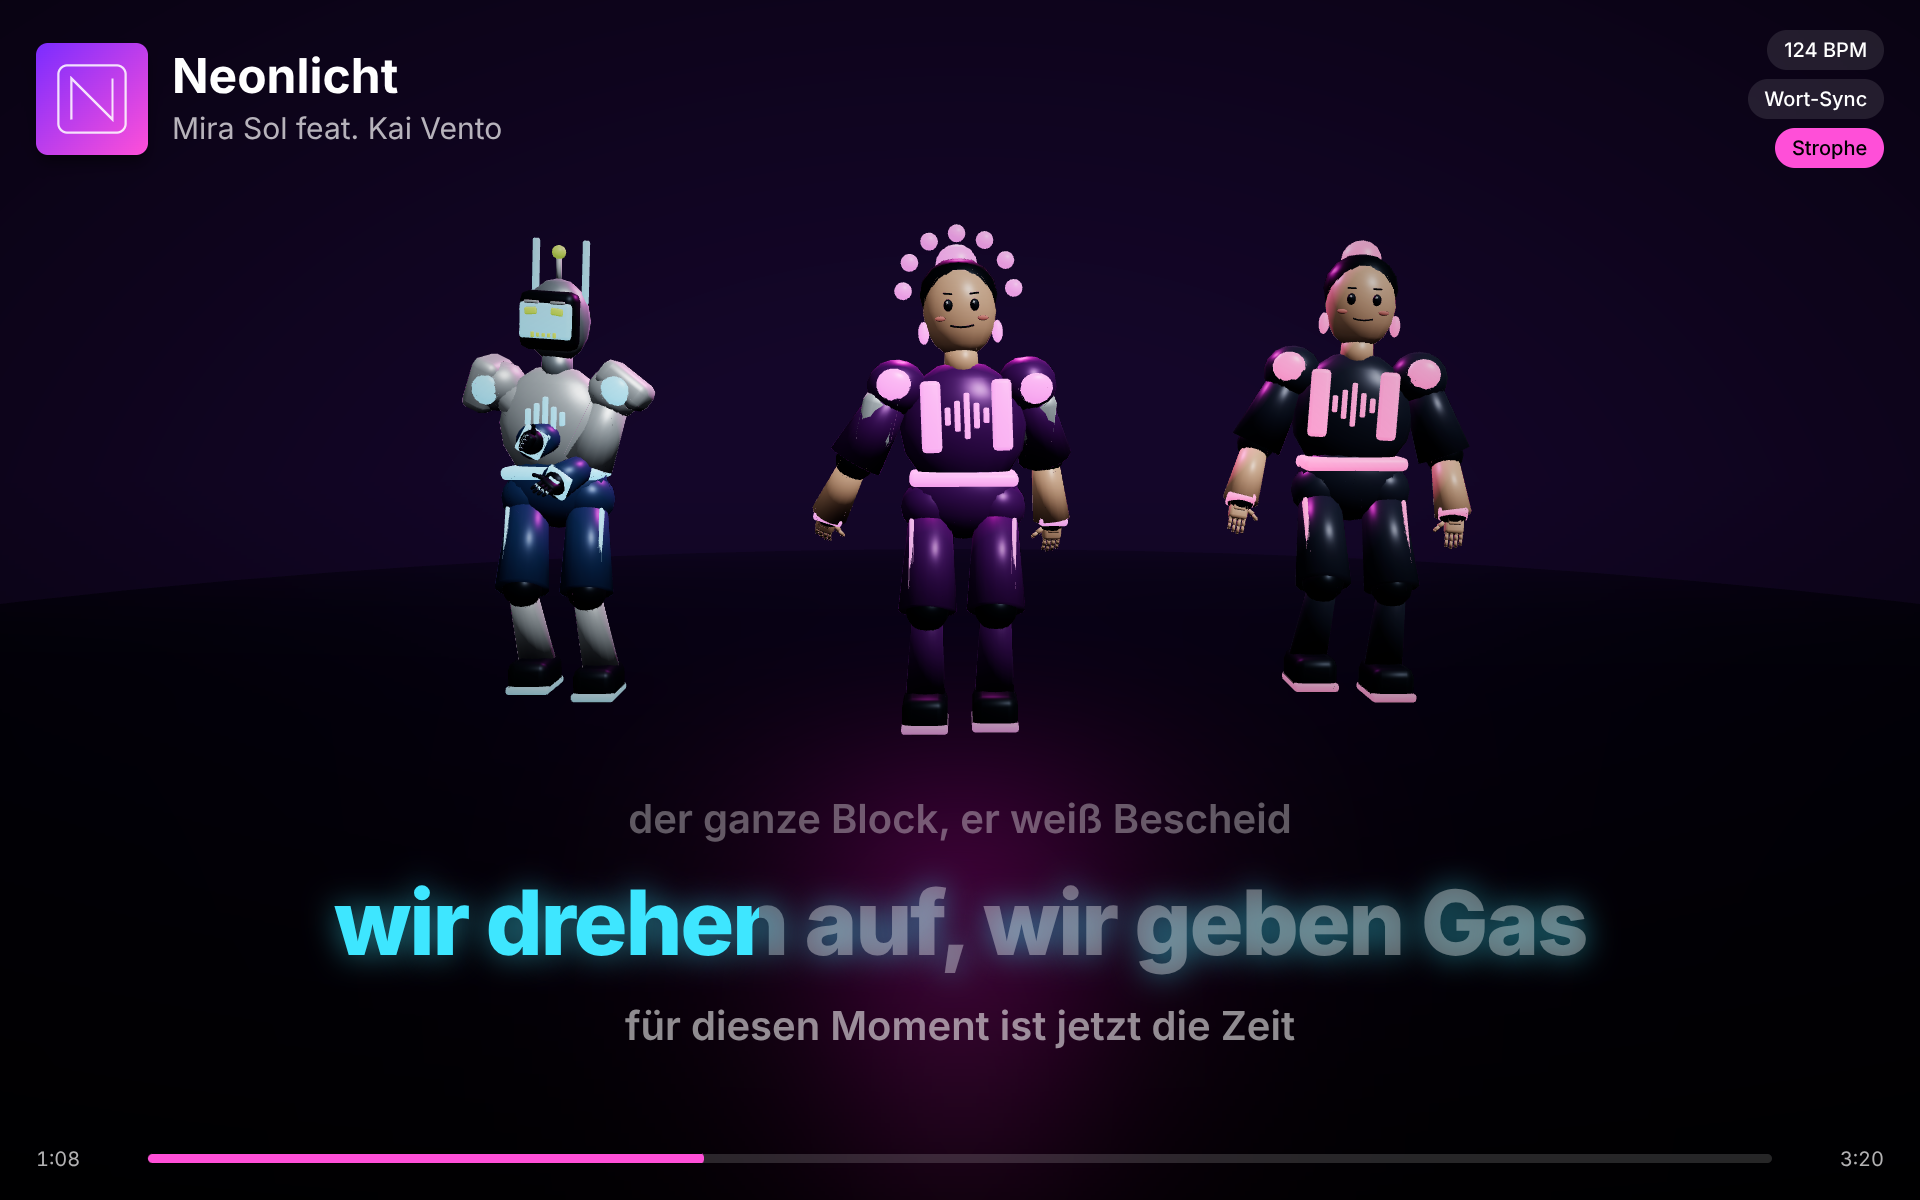 N
Neonlicht
Mira Sol feat. Kai Vento
124 BPM
Wort-Sync
Strophe
der ganze Block, er weiß Bescheid
wir drehen auf, wir geben Gas
für diesen Moment ist jetzt die Zeit
1:08
3:20